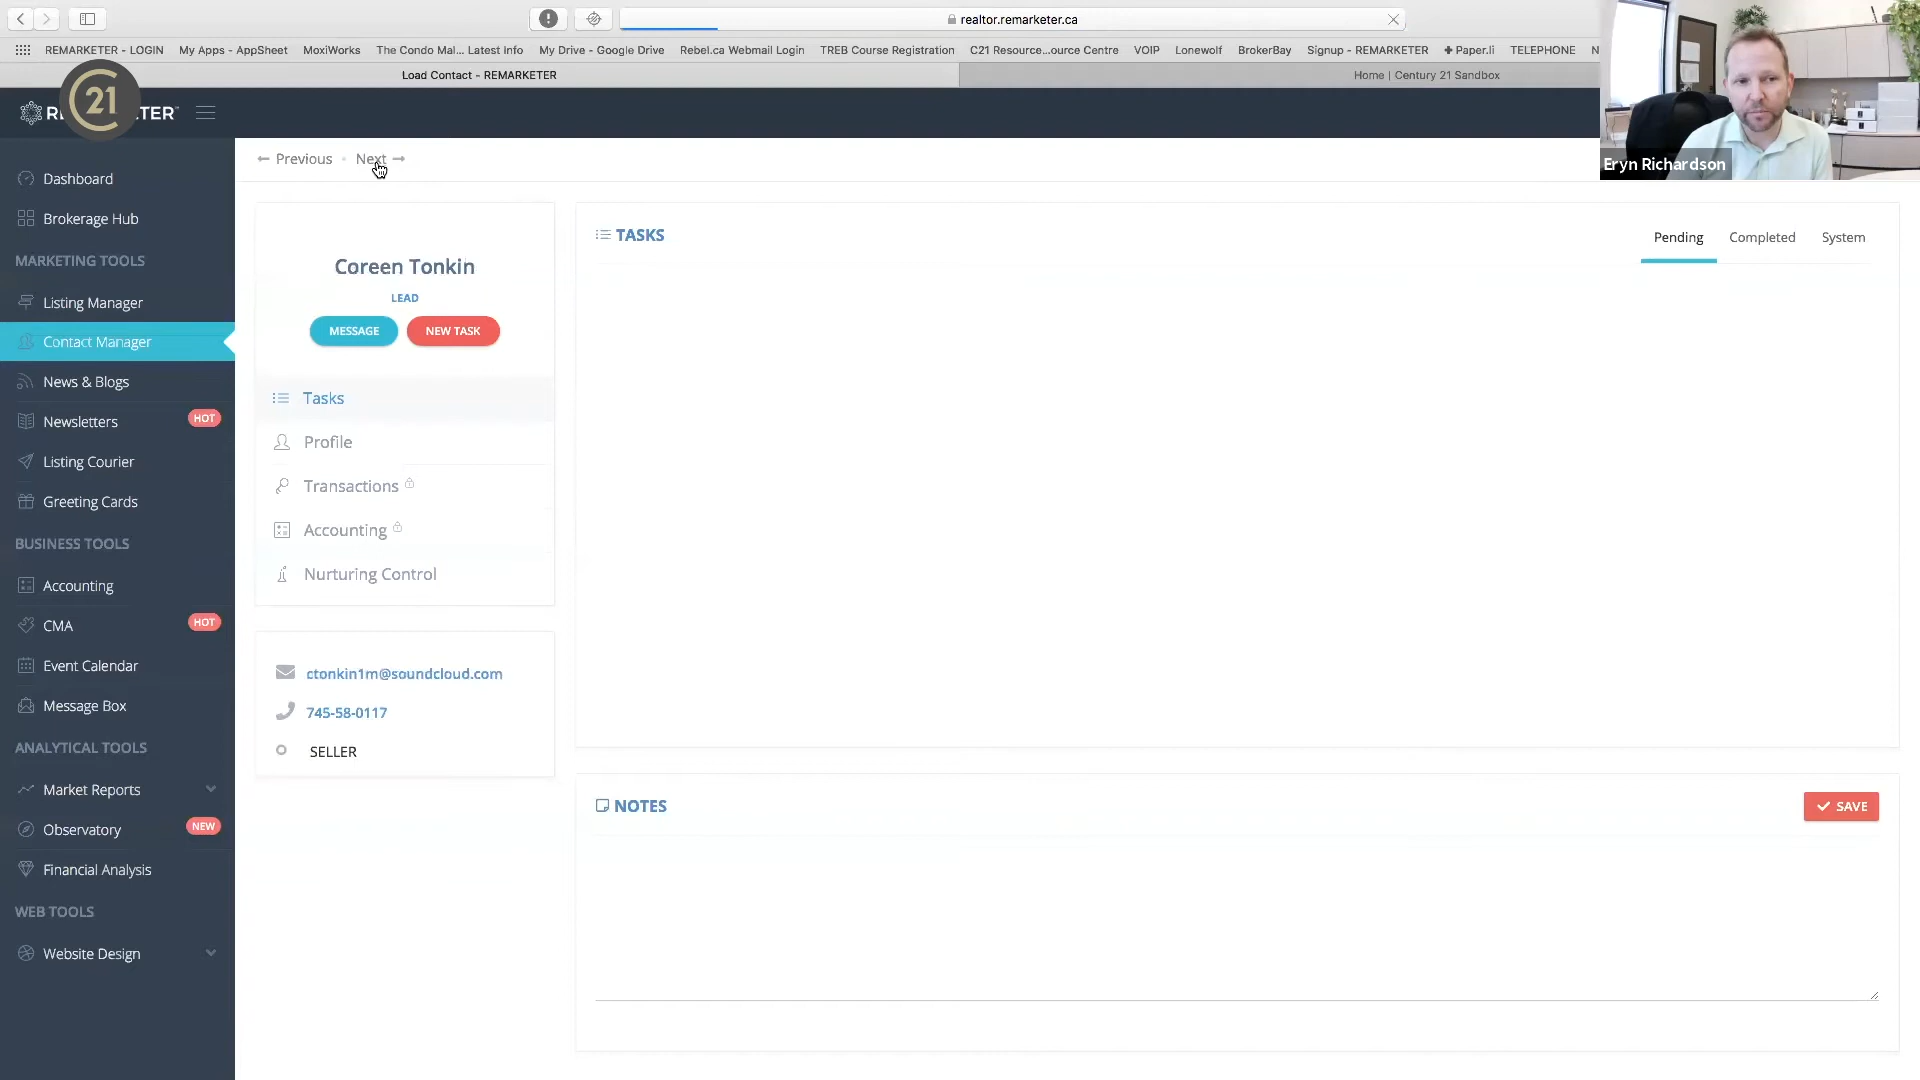 realtor.remarketer.ca
REMARKETER - LOGIN
My Apps - AppSheet
MoxiWorks
The Condo Mal... Latest Info
My Drive - Google Drive
Rebel.ca Webmail Login
TREB Course Registration
C21 Resource...ource Centre
VOIP
Lonewolf
BrokerBay
Signup - REMARKETER
Paper.li
TELEPHONE
N
Load Contact - REMARKETER
Home | Century 21 Sandbox
C21
TER
Eryn Richardson
← Previous • Next →
Dashboard
Brokerage Hub
MARKETING TOOLS
Listing Manager
Contact Manager
News & Blogs
Newsletters HOT
Listing Courier
Greeting Cards
BUSINESS TOOLS
Accounting
CMA HOT
Event Calendar
Message Box
ANALYTICAL TOOLS
Market Reports
Observatory NEW
Financial Analysis
WEB TOOLS
Website Design
Coreen Tonkin
LEAD
MESSAGE
NEW TASK
Tasks
Profile
Transactions
Accounting
Nurturing Control
ctonkin1m@soundcloud.com
745-58-0117
SELLER
TASKS
Pending
Completed
System
NOTES
SAVE